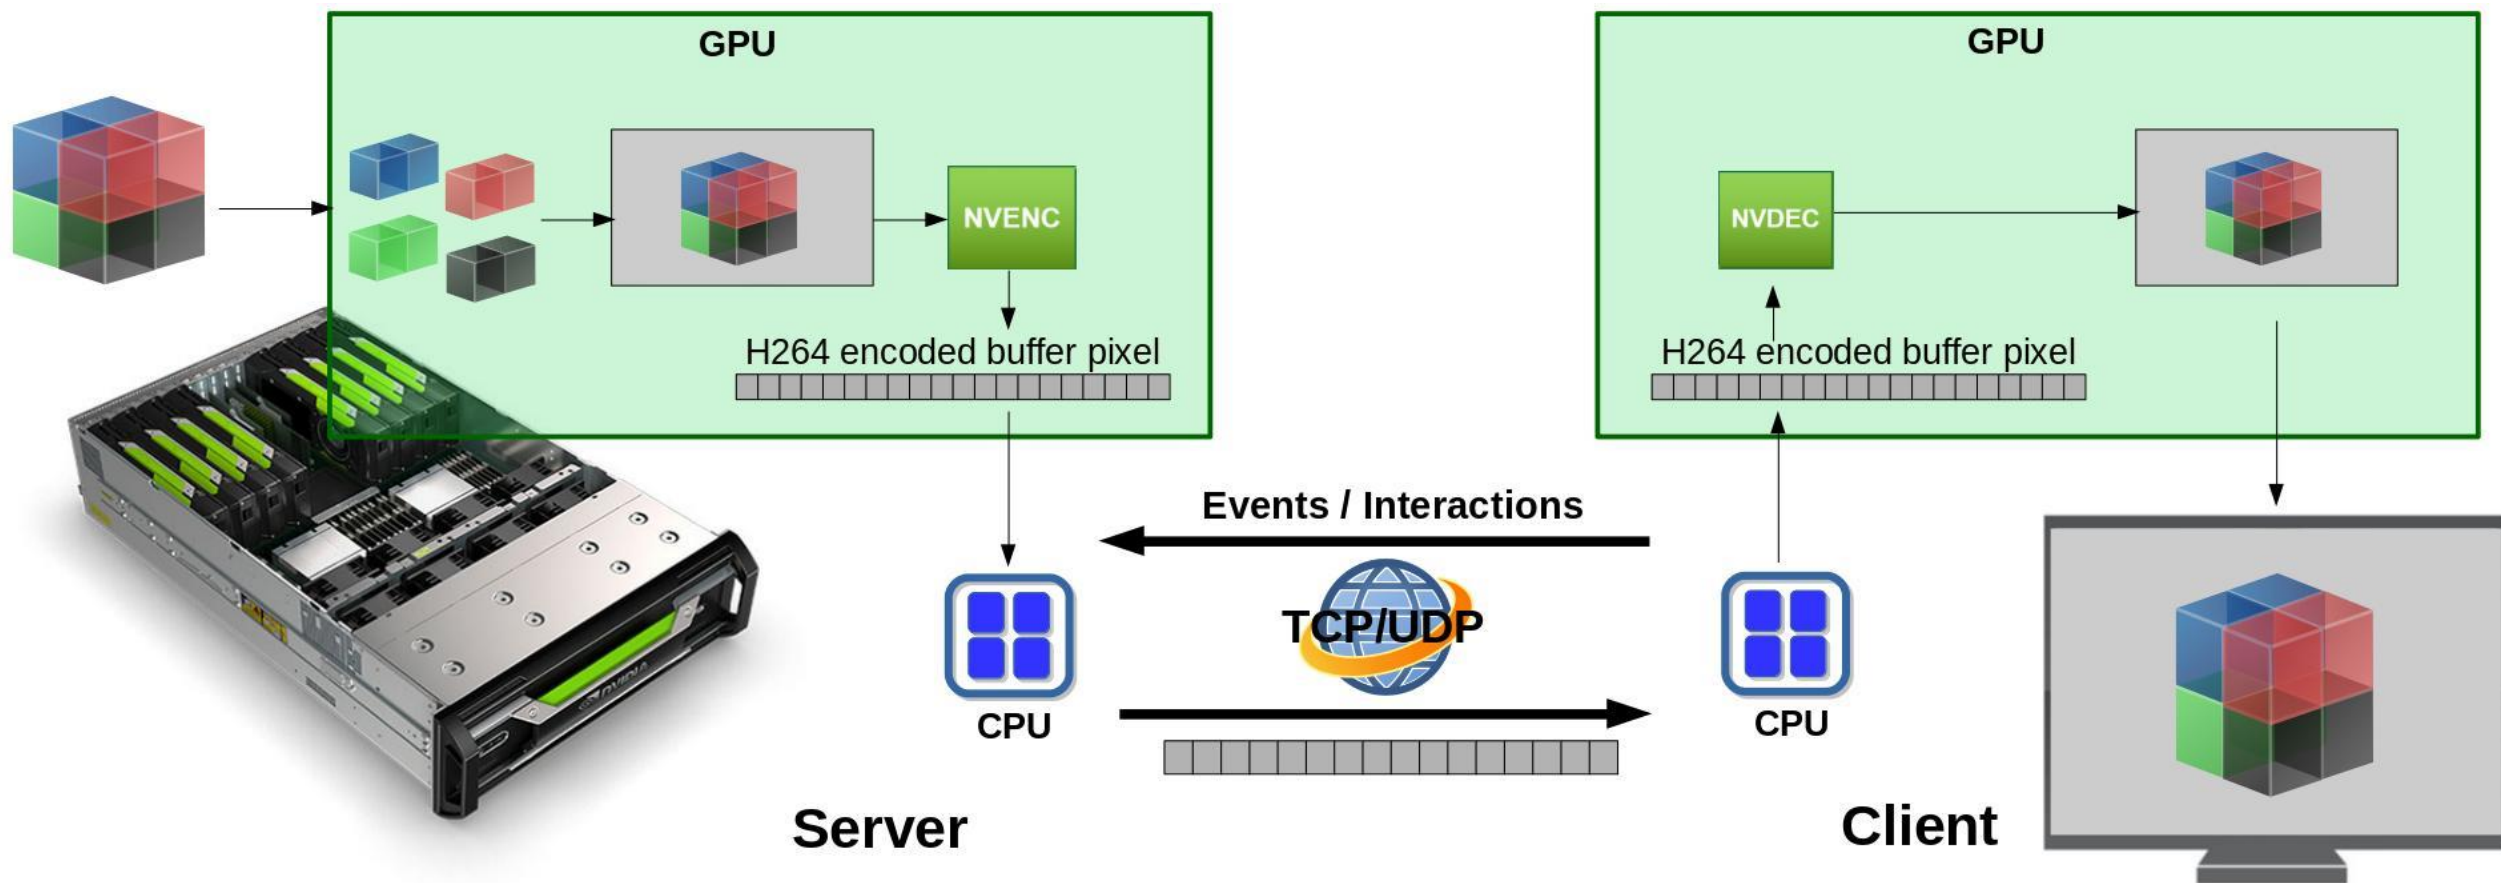 GPU
GPU
NVENC
NVDEC
H264 encoded buffer pixel
H264 encoded buffer pixel
Events / Interactions
TCP/UDP
CPU
CPU
NVIDIA
Server
Client